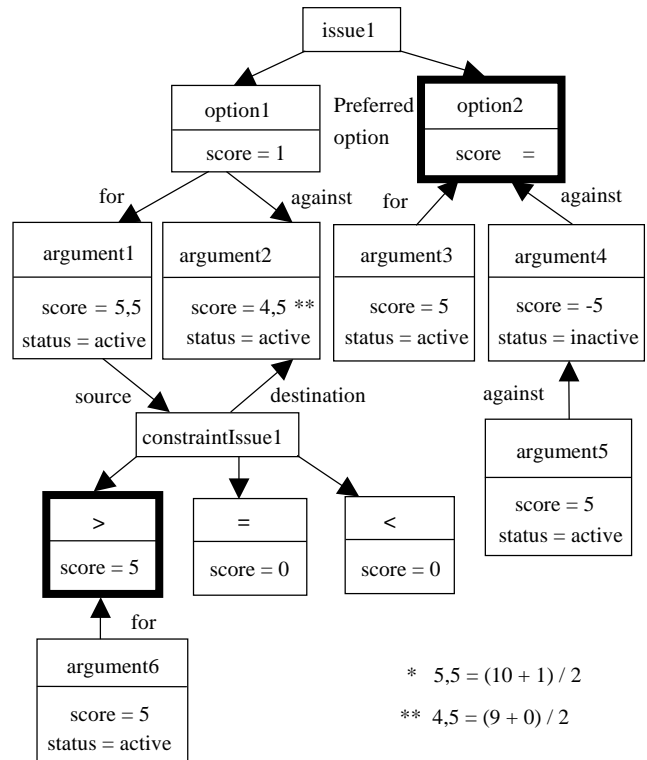 issue1
option1
score = 1
Preferred
option
option2
score =
for
against
for
against
argument1
score = 5,5
status = active
argument2
score = 4,5 **
status = active
argument3
score = 5
status = active
argument4
score = -5
status = inactive
source
destination
against
constraintIssue1
argument5
score = 5
status = active
>
score = 5
=
score = 0
<
score = 0
for
argument6
score = 5
status = active
* 5,5 = (10 + 1) / 2
** 4,5 = (9 + 0) / 2